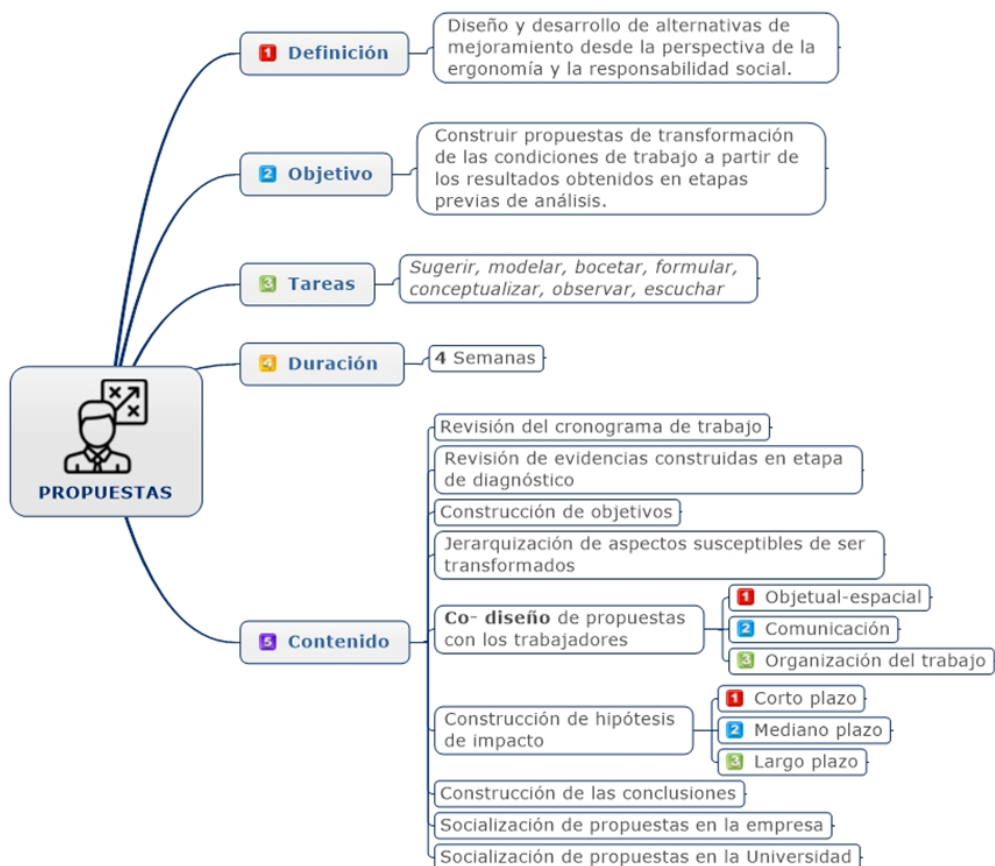 1 Definición
Diseño y desarrollo de alternativas de
mejoramiento desde la perspectiva de la
ergonomía y la responsabilidad social.
2 Objetivo
Construir propuestas de transformación
de las condiciones de trabajo a partir de
los resultados obtenidos en etapas
previas de análisis.
3 Tareas
Sugerir, modelar, bocetar, formular,
conceptualizar, observar, escuchar
4 Duración
4 Semanas
PROPUESTAS
5 Contenido
Revisión del cronograma de trabajo
Revisión de evidencias construidas en etapa
de diagnóstico
Construcción de objetivos
Jerarquización de aspectos susceptibles de ser
transformados
Co- diseño de propuestas
con los trabajadores
1 Objetual-espacial
2 Comunicación
3 Organización del trabajo
Construcción de hipótesis
de impacto
1 Corto plazo
2 Mediano plazo
3 Largo plazo
Construcción de las conclusiones
Socialización de propuestas en la empresa
Socialización de propuestas en la Universidad